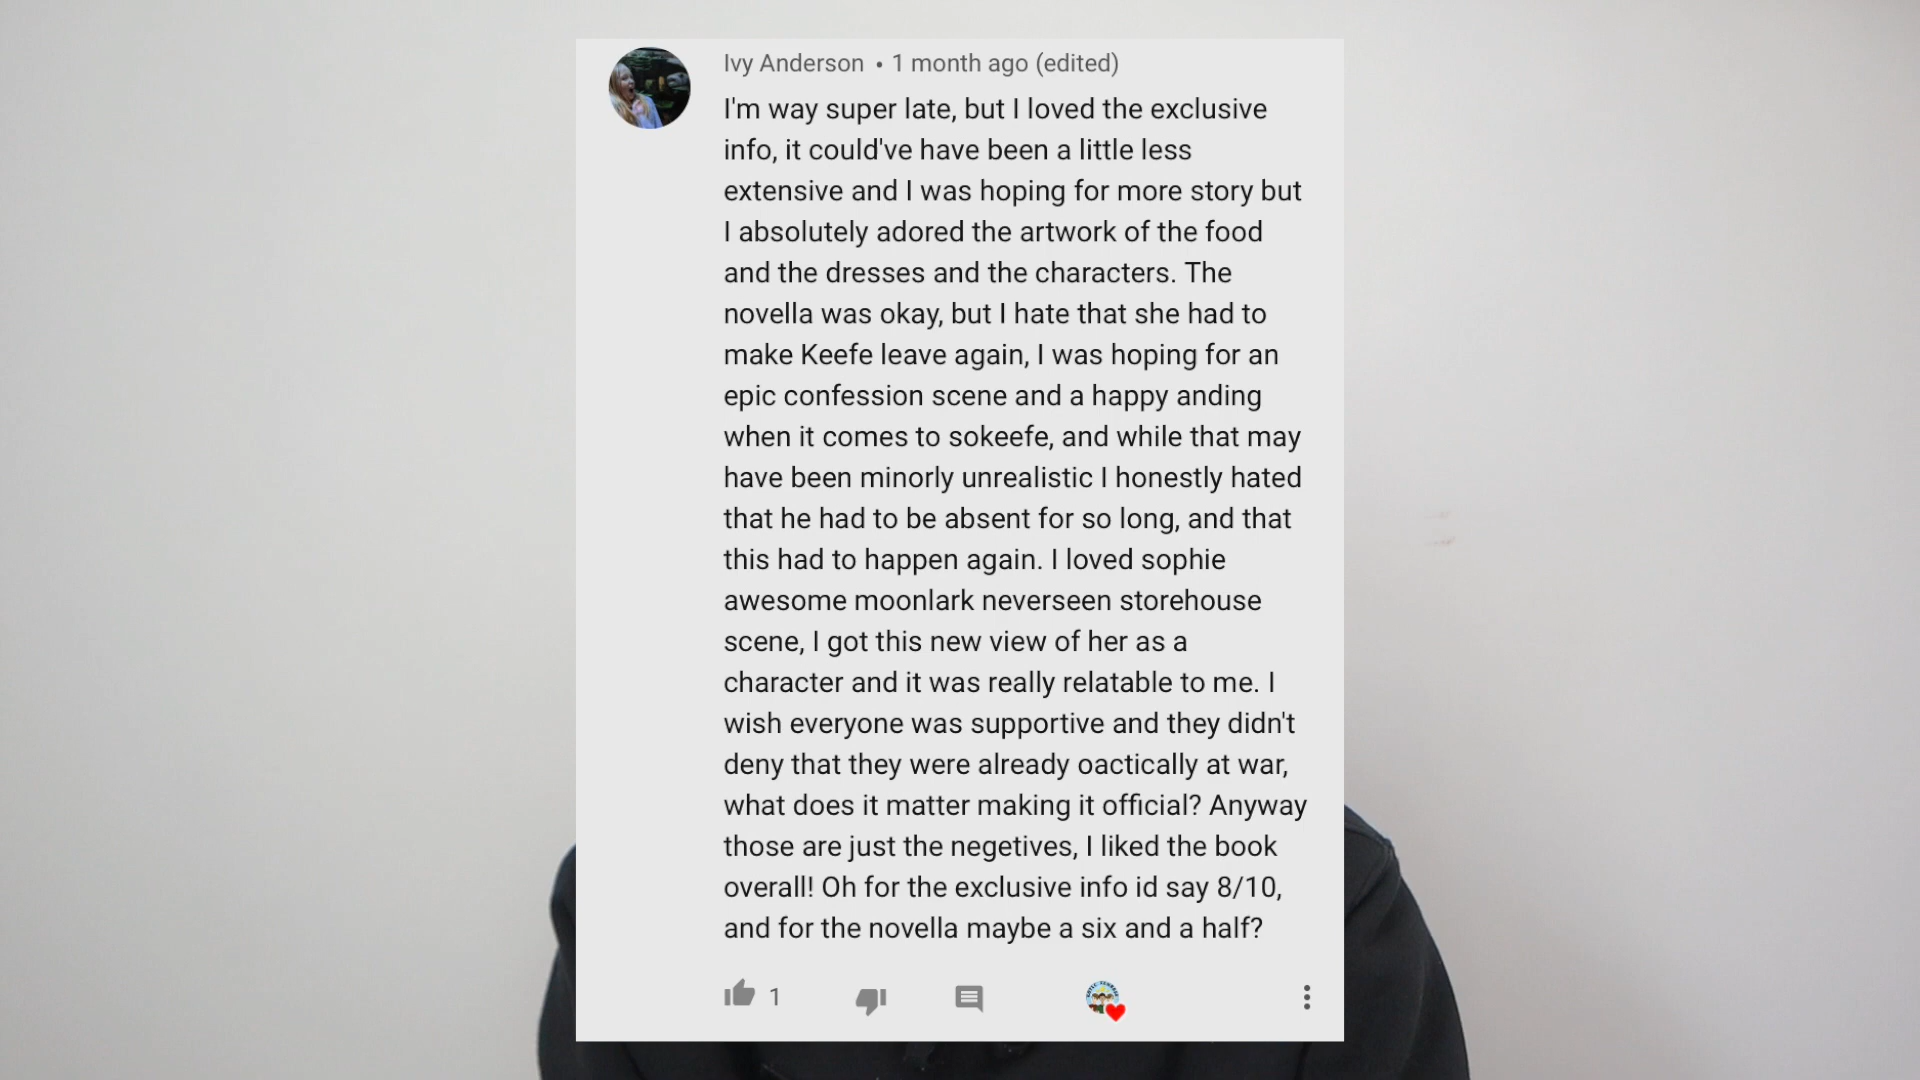 Ivy Anderson • 1 month ago (edited)
I'm way super late, but I loved the exclusive
info, it could've have been a little less
extensive and I was hoping for more story but
I absolutely adored the artwork of the food
and the dresses and the characters. The
novella was okay, but I hate that she had to
make Keefe leave again, I was hoping for an
epic confession scene and a happy anding
when it comes to sokeefe, and while that may
have been minorly unrealistic I honestly hated
that he had to be absent for so long, and that
this had to happen again. I loved sophie
awesome moonlark neverseen storehouse
scene, I got this new view of her as a
character and it was really relatable to me. I
wish everyone was supportive and they didn't
deny that they were already oactically at war,
what does it matter making it official? Anyway
those are just the negetives, I liked the book
overall! Oh for the exclusive info id say 8/10,
and for the novella maybe a six and a half?
1